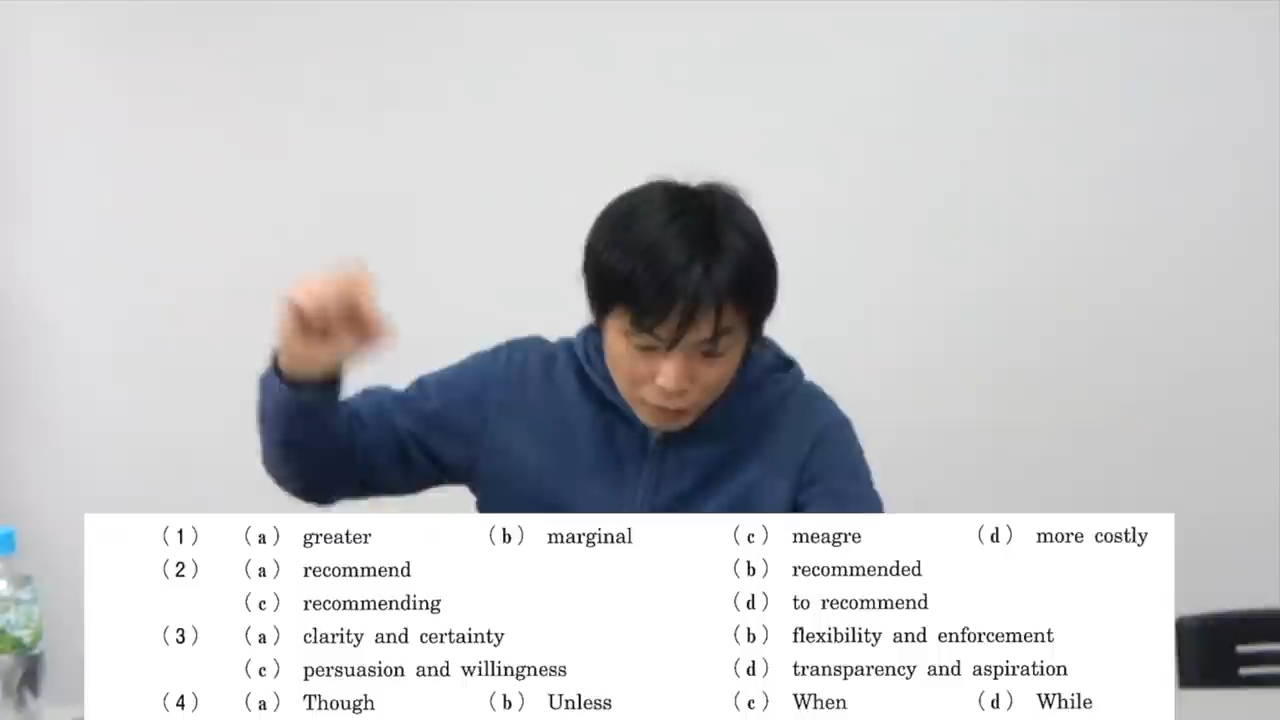 (1) (a) greater (b) marginal (c) meagre (d) more costly
(2) (a) recommend (b) recommended
(c) recommending (d) to recommend
(3) (a) clarity and certainty (b) flexibility and enforcement
(c) persuasion and willingness (d) transparency and aspiration
(4) (a) Though (b) Unless (c) When (d) While